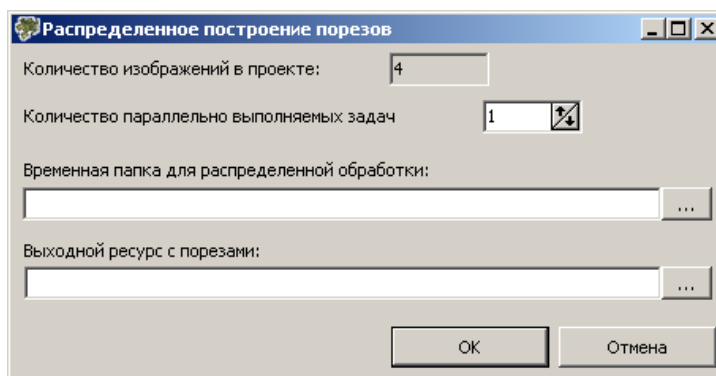 Распределенное построение порезов
Количество изображений в проекте: 4
Количество параллельно выполняемых задач 1
Временная папка для распределенной обработки:
...
Выходной ресурс с порезами:
...
OK Отмена